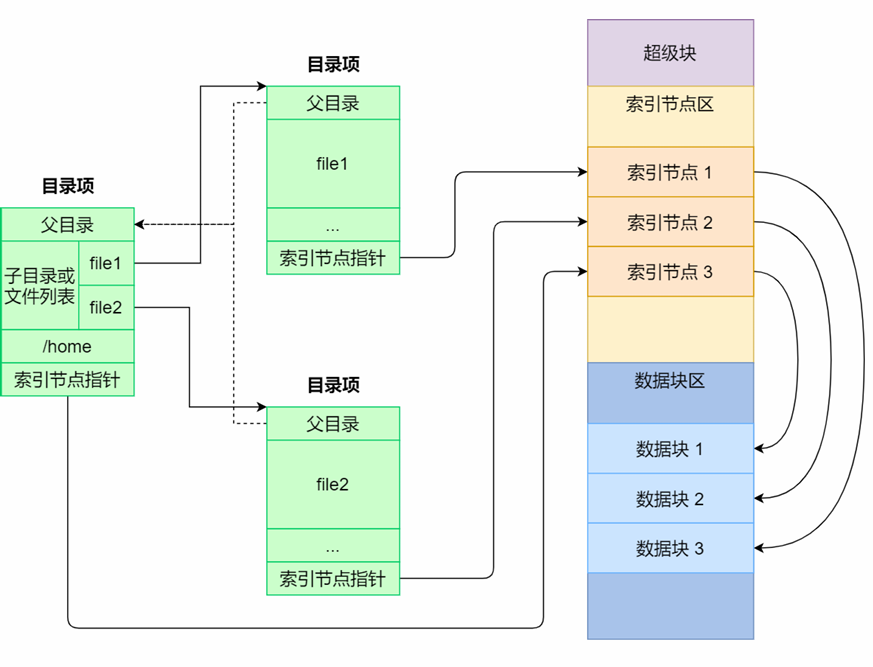 目录项
父目录
子目录或
文件列表
file1
file2
/home
索引节点指针
目录项
父目录
file1
...
索引节点指针
目录项
父目录
file2
...
索引节点指针
超级块
索引节点区
索引节点 1
索引节点 2
索引节点 3
数据块区
数据块 1
数据块 2
数据块 3